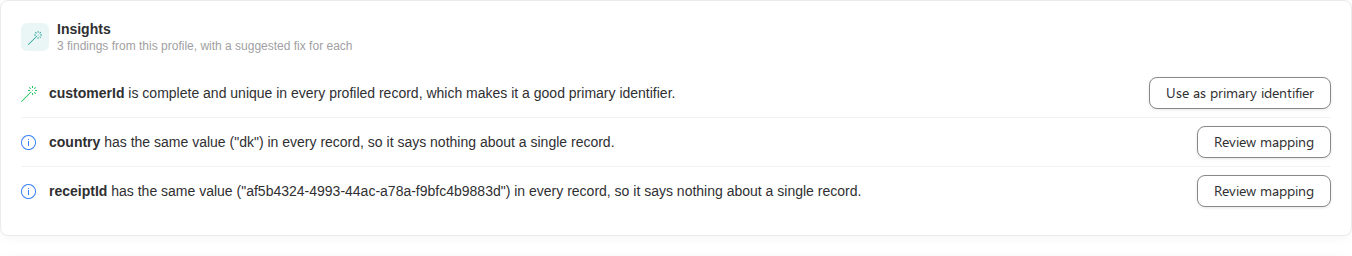 Insights
3 findings from this profile, with a suggested fix for each
customerId is complete and unique in every profiled record, which makes it a good primary identifier.
Use as primary identifier
country has the same value ("dk") in every record, so it says nothing about a single record.
Review mapping
receiptId has the same value ("af5b4324-4993-44ac-a78a-f9bfc4b9883d") in every record, so it says nothing about a single record.
Review mapping